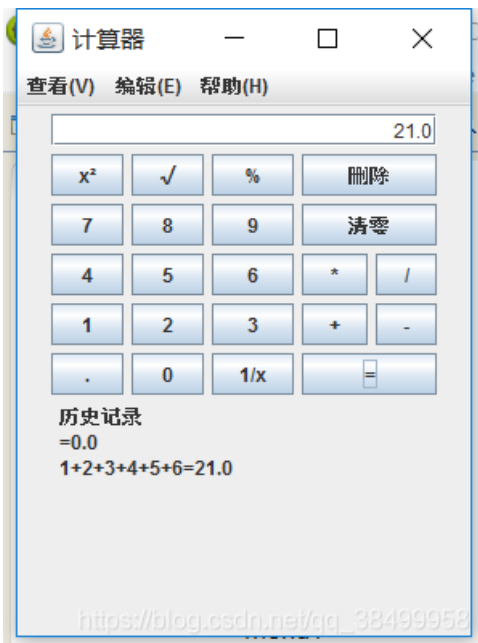 计算器
查看(V) 编辑(E) 帮助(H)
21.0
x² √ % 删除
7 8 9 清零
4 5 6 * /
1 2 3 + -
. 0 1/x =
历史记录
=0.0
1+2+3+4+5+6=21.0
https://blog.csdn.net/qq_38499958